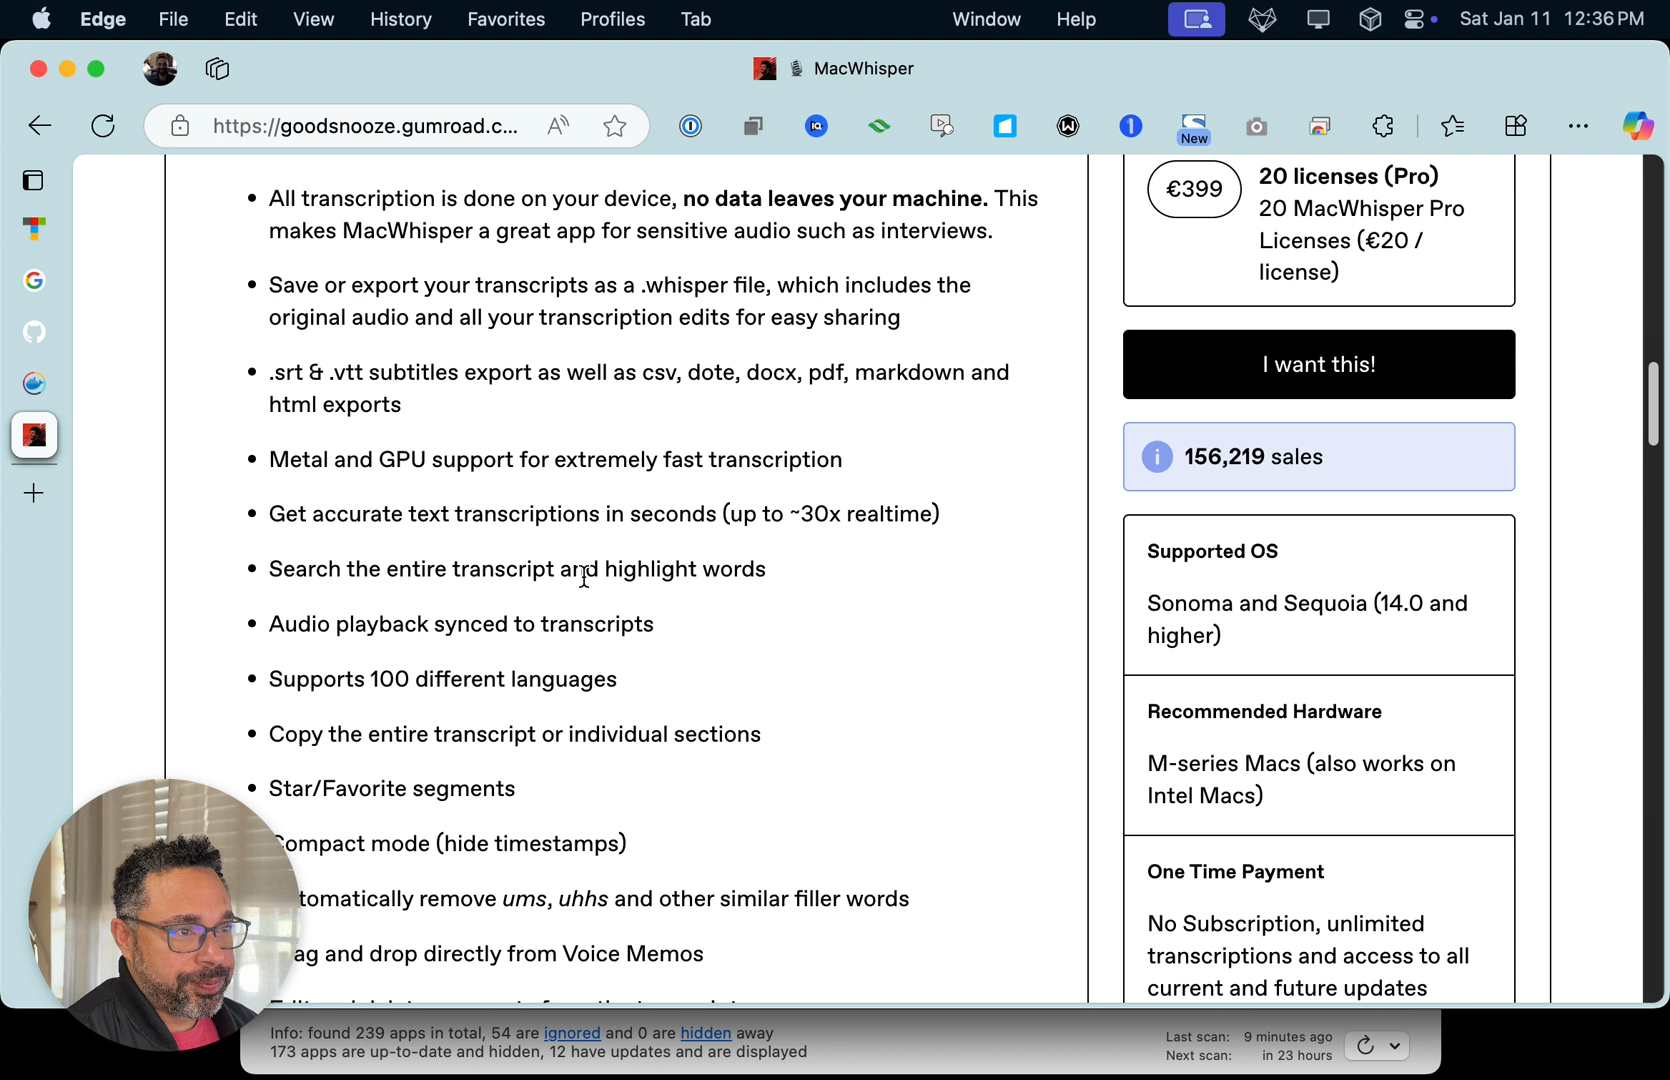 Edge File Edit View History Favorites Profiles Tab Window Help Sat Jan 11 12:36 PM
MacWhisper
https://goodsnooze.gumroad.c...
New
All transcription is done on your device, no data leaves your machine. This
makes MacWhisper a great app for sensitive audio such as interviews.
Save or export your transcripts as a .whisper file, which includes the
original audio and all your transcription edits for easy sharing
.srt & .vtt subtitles export as well as csv, dote, docx, pdf, markdown and
html exports
Metal and GPU support for extremely fast transcription
Get accurate text transcriptions in seconds (up to ~30x realtime)
Search the entire transcript and highlight words
Audio playback synced to transcripts
Supports 100 different languages
Copy the entire transcript or individual sections
Star/Favorite segments
Compact mode (hide timestamps)
tomatically remove ums, uhhs and other similar filler words
ag and drop directly from Voice Memos
€399
20 licenses (Pro)
20 MacWhisper Pro
Licenses (€20 /
license)
I want this!
156,219 sales
Supported OS
Sonoma and Sequoia (14.0 and
higher)
Recommended Hardware
M-series Macs (also works on
Intel Macs)
One Time Payment
No Subscription, unlimited
transcriptions and access to all
current and future updates
Info: found 239 apps in total, 54 are ignored and 0 are hidden away
173 apps are up-to-date and hidden, 12 have updates and are displayed
Last scan: 9 minutes ago
Next scan: in 23 hours